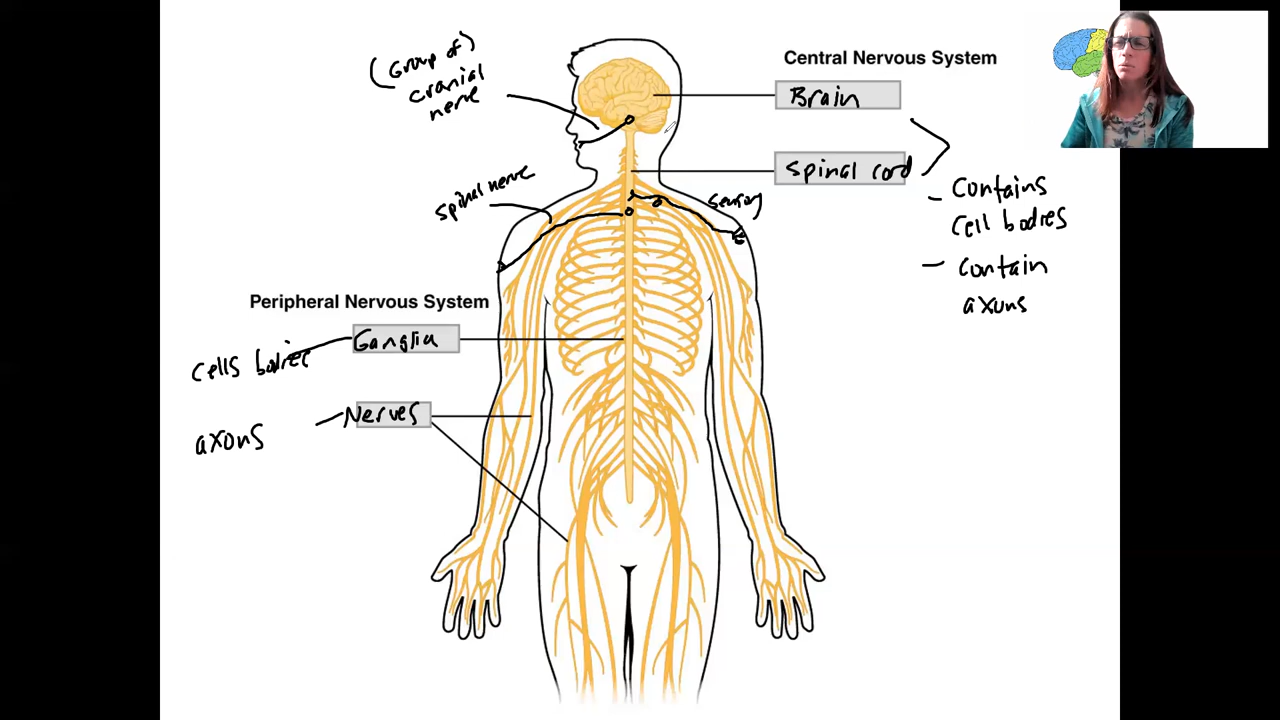 (Group of)
cranial
nerve
Central Nervous System
Brain
Spinal cord
spinal nerve
sensory
- Contains
cell bodies
- contain
axons
Peripheral Nervous System
Ganglia
cells bodies
Nerves
axons